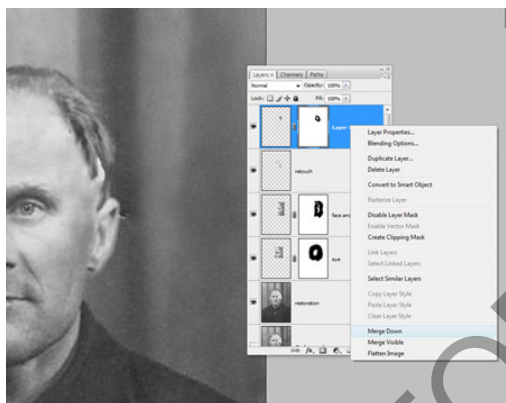 Layers × Channels Paths
Normal Opacity: 100%
Lock: Fill: 100%
Layer
retouch
face an
eye
restoration
Layer Properties...
Blending Options...
Duplicate Layer...
Delete Layer
Convert to Smart Object
Rasterize Layer
Disable Layer Mask
Enable Vector Mask
Create Clipping Mask
Link Layers
Select Linked Layers
Select Similar Layers
Copy Layer Style
Paste Layer Style
Clear Layer Style
Merge Down
Merge Visible
Flatten Image